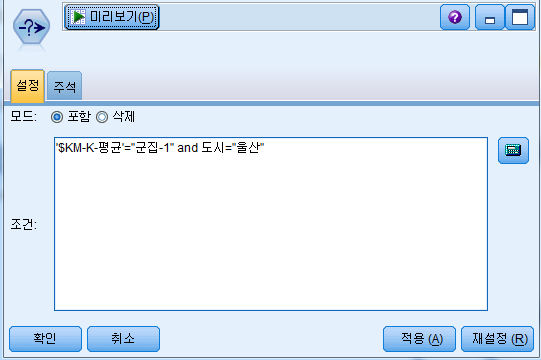 미리보기(P)
설정 주석
모드: 포함 삭제
'$KM-K-평균'="군집-1" and 도시="울산"
조건:
확인 취소 적용 (A) 재설정 (R)